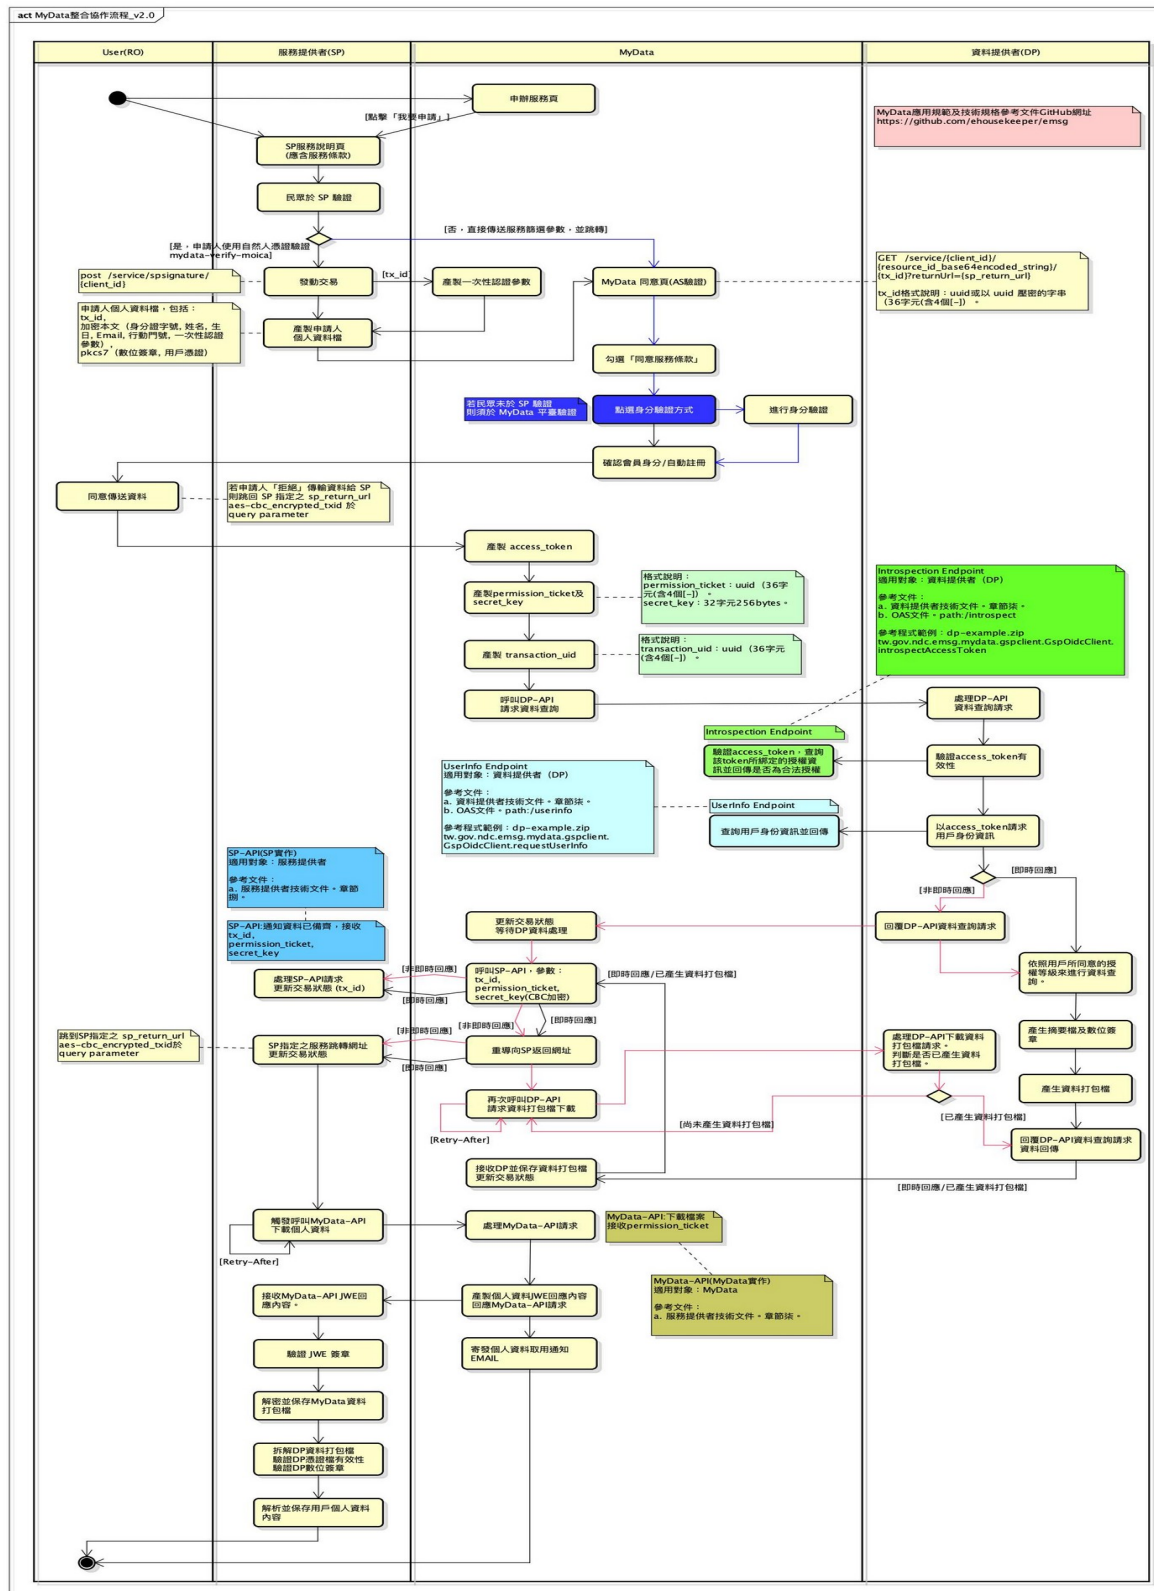 act MyData整合協作流程_v2.0
User(RO)
服務提供者(SP)
MyData
資料提供者(DP)
申辦服務頁
[點擊「我要申請」]
MyData應用規範及技術規格參考文件GitHub網址
https://github.com/ehousekeeper/emsg
SP服務說明頁
(應含服務條款)
民眾於 SP 驗證
[否，直接傳送服務篩選參數，並跳轉]
[是，申請人使用自然人憑證驗證
mydata-verify-moica]
post /service/spsignature/
{client_id}
發動交易
[tx_id]
產製一次性認證參數
MyData 同意頁(AS驗證)
GET /service/{client_id}/
{resource_id_base64encoded_string}/
{tx_id}?returnUrl={sp_return_url}
tx_id格式說明：uuid或以 uuid 壓密的字串
（36字元(含4個[-]）。
申請人個人資料檔，包括：
tx_id,
加密本文（身分證字號, 姓名, 生
日, Email, 行動門號, 一次性認證
參數）,
pkcs7（數位簽章, 用戶憑證）
產製申請人
個人資料檔
勾選「同意服務條款」
若民眾未於 SP 驗證
則須於 MyData 平臺驗證
點選身分驗證方式
進行身分驗證
確認會員身分/自動註冊
同意傳送資料
若申請人「拒絕」傳輸資料給 SP
則跳回 SP 指定之 sp_return_url
aes-cbc_encrypted_txid 於
query parameter
產製 access_token
產製permission_ticket及
secret_key
格式說明：
permission_ticket：uuid（36字
元(含4個[-]）。
secret_key：32字元256bytes。
產製 transaction_uid
格式說明：
transaction_uid：uuid（36字元
(含4個[-]）。
Introspection Endpoint
適用對象：資料提供者（DP）
參考文件：
a. 資料提供者技術文件。章節柒。
b. OAS文件。path:/introspect
參考程式範例：dp-example.zip
tw.gov.ndc.emsg.mydata.gspclient.GspOidcClient.
introspectAccessToken
呼叫DP-API
請求資料查詢
處理DP-API
資料查詢請求
Introspection Endpoint
驗證access_token，查詢
該token所綁定的授權資
訊並回傳是否為合法授權
驗證access_token有
效性
UserInfo Endpoint
適用對象：資料提供者（DP）
參考文件：
a. 資料提供者技術文件。章節柒。
b. OAS文件。path:/userinfo
參考程式範例：dp-example.zip
tw.gov.ndc.emsg.mydata.gspclient.
GspOidcClient.requestUserInfo
UserInfo Endpoint
查詢用戶身份資訊並回傳
以access_token請求
用戶身份資訊
[即時回應]
[非即時回應]
SP-API(SP實作)
適用對象：服務提供者
參考文件：
a. 服務提供者技術文件。章節
捌。
SP-API:通知資料已備齊，接收
tx_id,
permission_ticket,
secret_key
更新交易狀態
等待DP資料處理
回覆DP-API資料查詢請求
處理SP-API請求
更新交易狀態 (tx_id)
[非即時回應]
[即時回應]
呼叫SP-API，參數：
tx_id,
permission_ticket,
secret_key(CBC加密)
[即時回應/已產生資料打包檔]
依照用戶所同意的授
權等級來進行資料查
詢。
[非即時回應]
[即時回應]
跳到SP指定之 sp_return_url
aes-cbc_encrypted_txid於
query parameter
SP指定之服務跳轉網址
更新交易狀態
[非即時回應]
[即時回應]
重導向SP返回網址
處理DP-API下載資料
打包檔請求。
判斷是否已產生資料
打包檔。
產生摘要檔及數位簽
章
產生資料打包檔
再次呼叫DP-API
請求資料打包檔下載
[Retry-After]
[尚未產生資料打包檔]
[已產生資料打包檔]
回覆DP-API資料查詢請求
資料回傳
接收DP並保存資料打包檔
更新交易狀態
[即時回應/已產生資料打包檔]
觸發呼叫MyData-API
下載個人資料
[Retry-After]
處理MyData-API請求
MyData-API:下載檔案
接收permission_ticket
MyData-API(MyData實作)
適用對象：MyData
參考文件：
a. 服務提供者技術文件。章節柒。
接收MyData-API JWE回
應內容。
產製個人資料JWE回應內容
回應MyData-API請求
驗證 JWE 簽章
寄發個人資料取用通知
EMAIL
解密並保存MyData資料
打包檔
拆解DP資料打包檔
驗證DP憑證檔有效性
驗證DP數位簽章
解析並保存用戶個人資料
內容